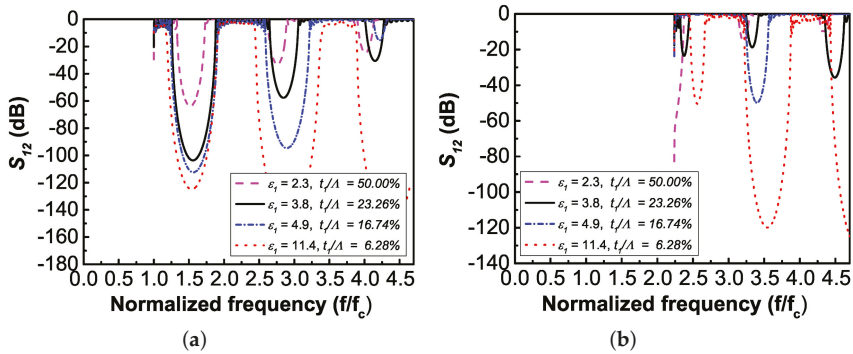 0
-20
-40
-60
-80
-100
-120
-140
-160
-180
S12 (dB)
ε1 = 2.3, t1/Λ = 50.00%
ε1 = 3.8, t1/Λ = 23.26%
ε1 = 4.9, t1/Λ = 16.74%
ε1 = 11.4, t1/Λ = 6.28%
0.0 0.5 1.0 1.5 2.0 2.5 3.0 3.5 4.0 4.5
Normalized frequency (f/fc)
(a)
0
-20
-40
-60
-80
-100
-120
-140
S12 (dB)
ε1 = 2.3, t1/Λ = 50.00%
ε1 = 3.8, t1/Λ = 23.26%
ε1 = 4.9, t1/Λ = 16.74%
ε1 = 11.4, t1/Λ = 6.28%
0.0 0.5 1.0 1.5 2.0 2.5 3.0 3.5 4.0 4.5
Normalized frequency (f/fc)
(b)